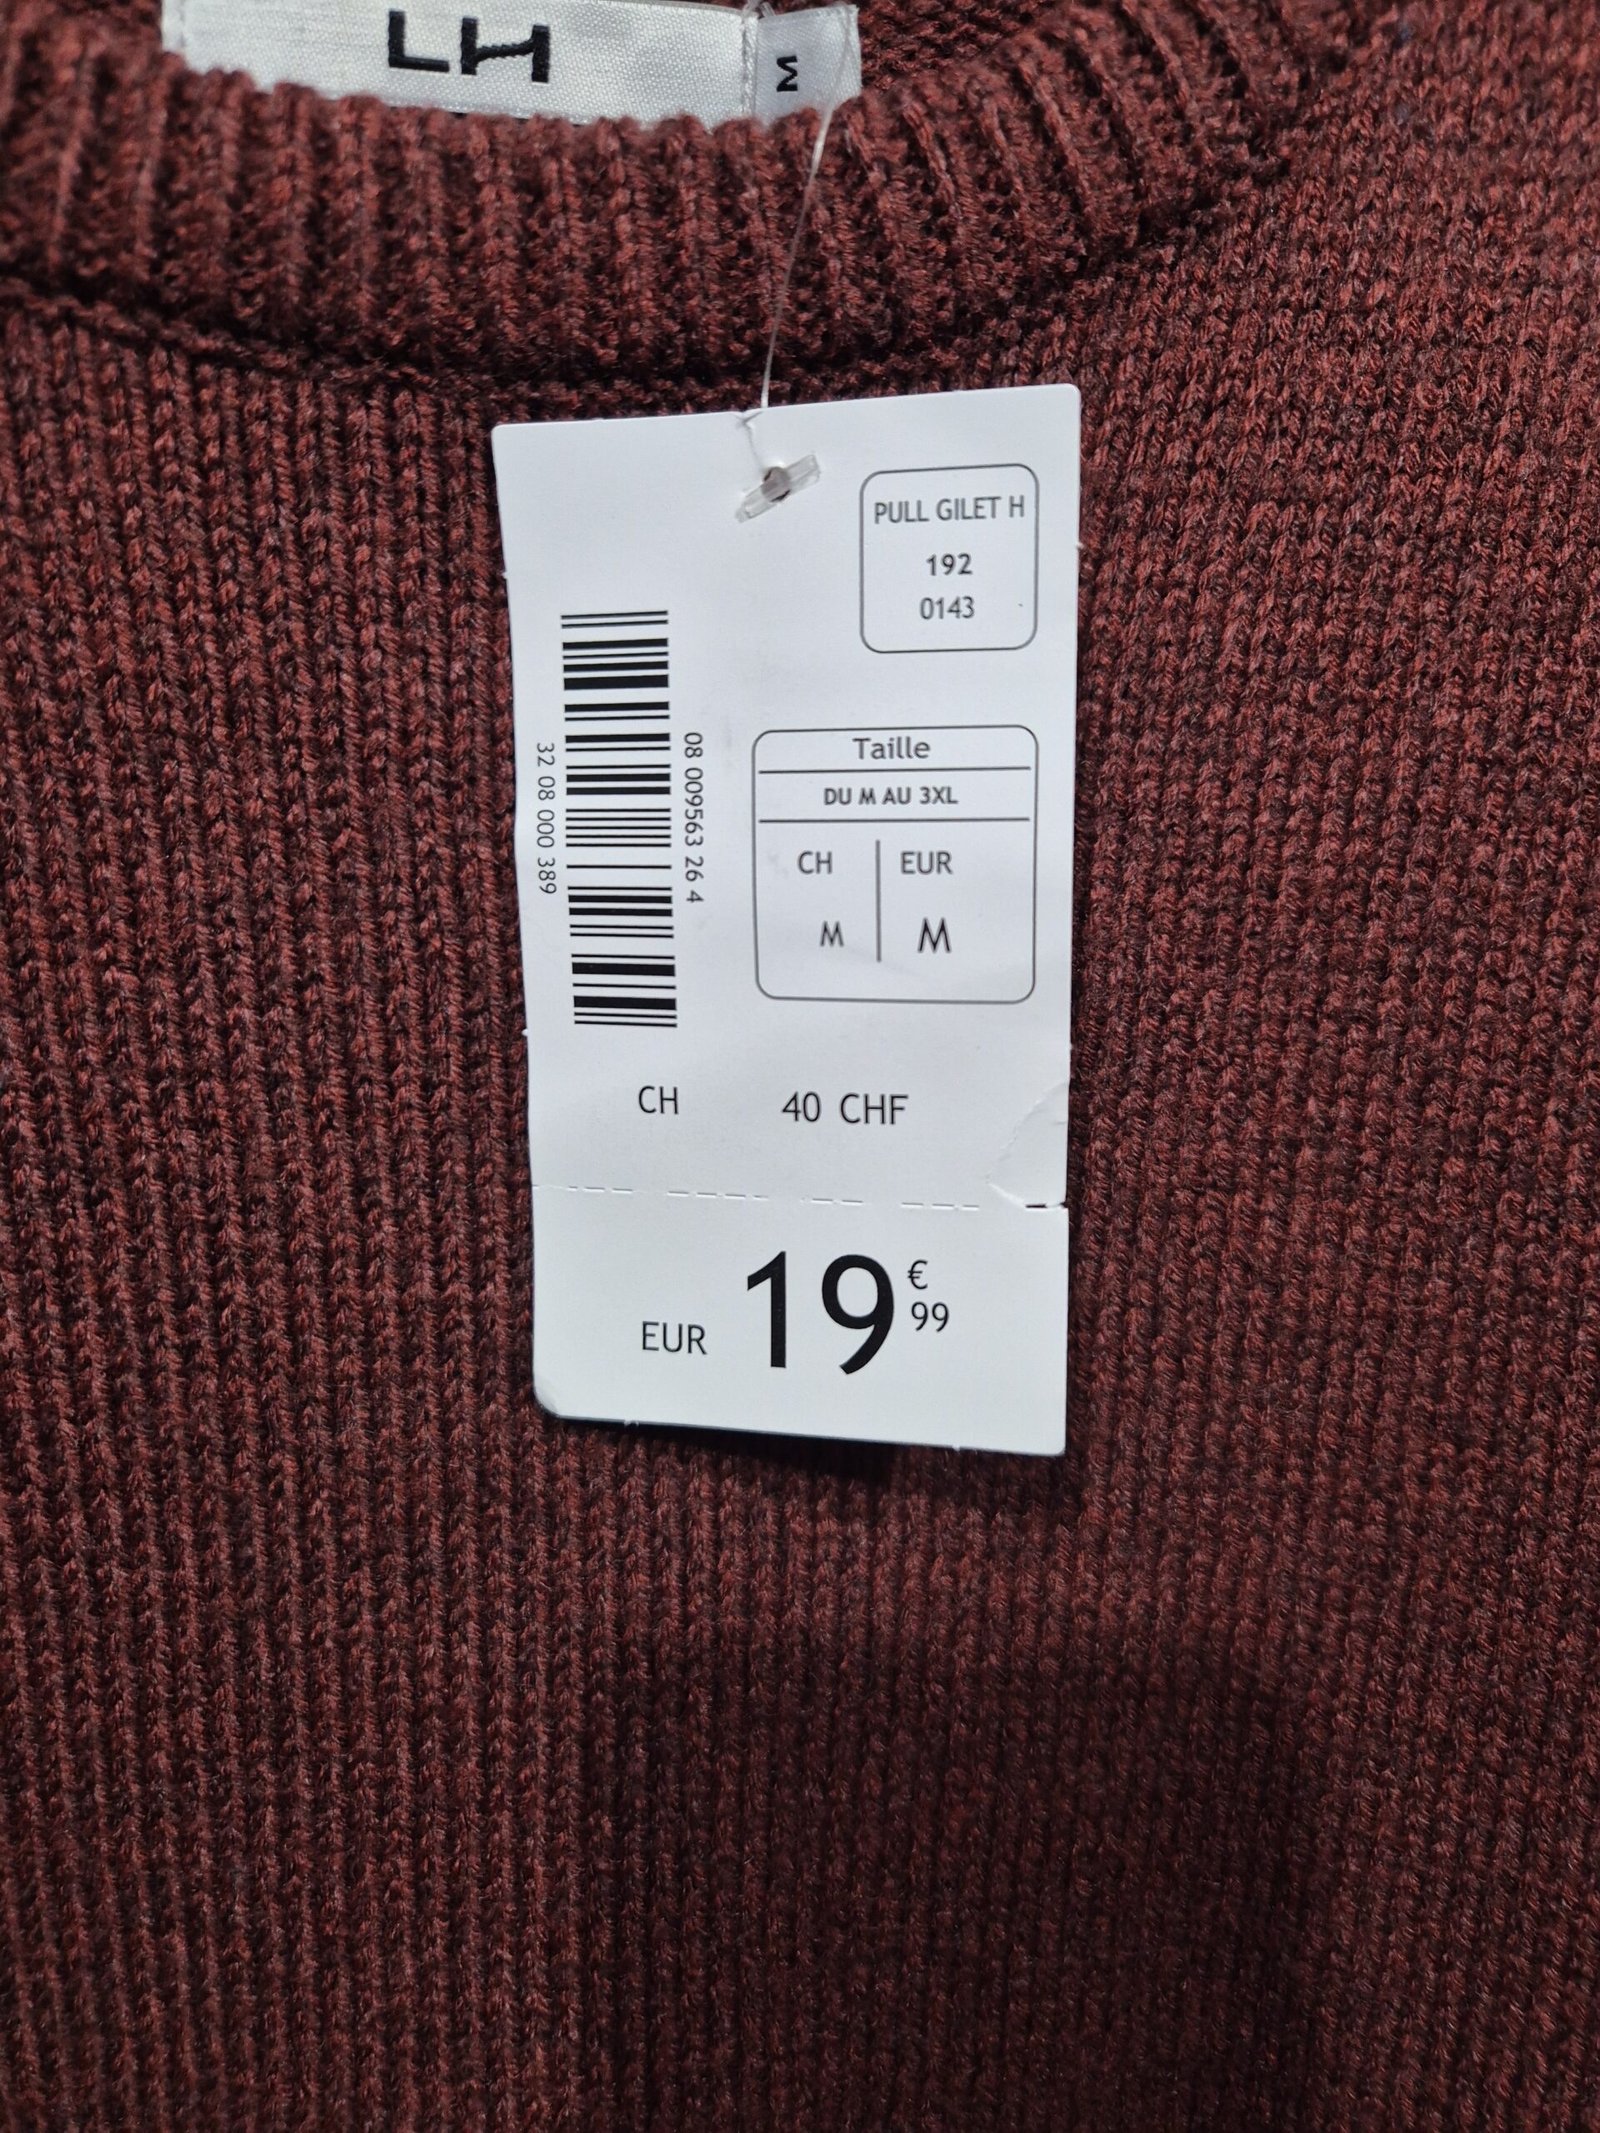 LH
M
PULL GILET H
192
0143
08 009563 26 4
32 08 000 389
Taille
DU M AU 3XL
CH EUR
M M
CH 40 CHF
EUR 19 € 99